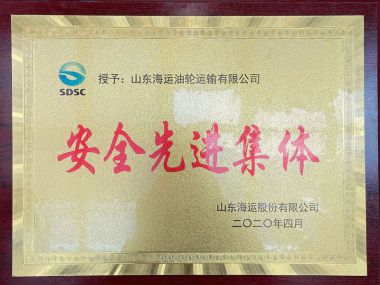 授予：山东海运油轮运输有限公司
SDSC
安全先进集体
山东海运股份有限公司
二〇二〇年四月